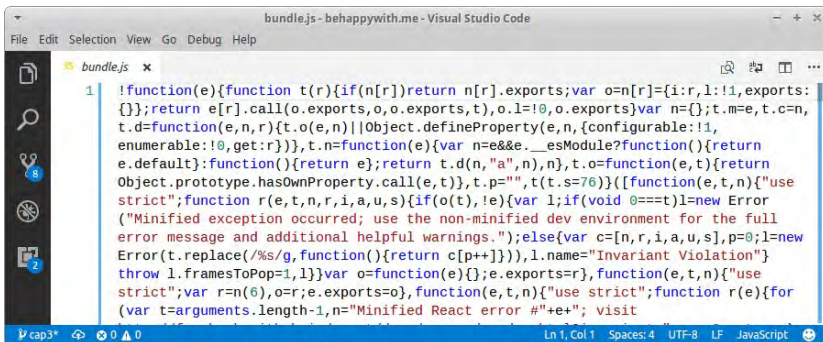 bundle.js - behappywith.me - Visual Studio Code
File Edit Selection View Go Debug Help
JS bundle.js
1 !function(e){function t(r){if(n[r])return n[r].exports;var o=n[r]={i:r,l:!1,exports:
{}};return e[r].call(o.exports,o,o.exports,t),o.l=!0,o.exports}var n={};t.m=e,t.c=n,
t.d=function(e,n,r){t.o(e,n)||Object.defineProperty(e,n,{configurable:!1,
enumerable:!0,get:r})},t.n=function(e){var n=e&&e.__esModule?function(){return
e.default}:function(){return e};return t.d(n,"a",n),n},t.o=function(e,t){return
Object.prototype.hasOwnProperty.call(e,t)},t.p="",t(t.s=76)}([function(e,t,n){"use
strict";function r(e,t,n,r,i,a,u,s){if(o(t),!e){var l;if(void 0===t)l=new Error
("Minified exception occurred; use the non-minified dev environment for the full
error message and additional helpful warnings.");else{var c=[n,r,i,a,u,s],p=0;l=new
Error(t.replace(/%s/g,function(){return c[p++]})),l.name="Invariant Violation"}
throw l.framesToPop=1,l}}var o=function(e){};e.exports=r},function(e,t,n){"use
strict";var r=n(6),o=r;e.exports=o},function(e,t,n){"use strict";function r(e){for
(var t=arguments.length-1,n="Minified React error #"+e+"; visit
8
2
cap3* 0 0 Ln 1, Col 1 Spaces: 4 UTF-8 LF JavaScript